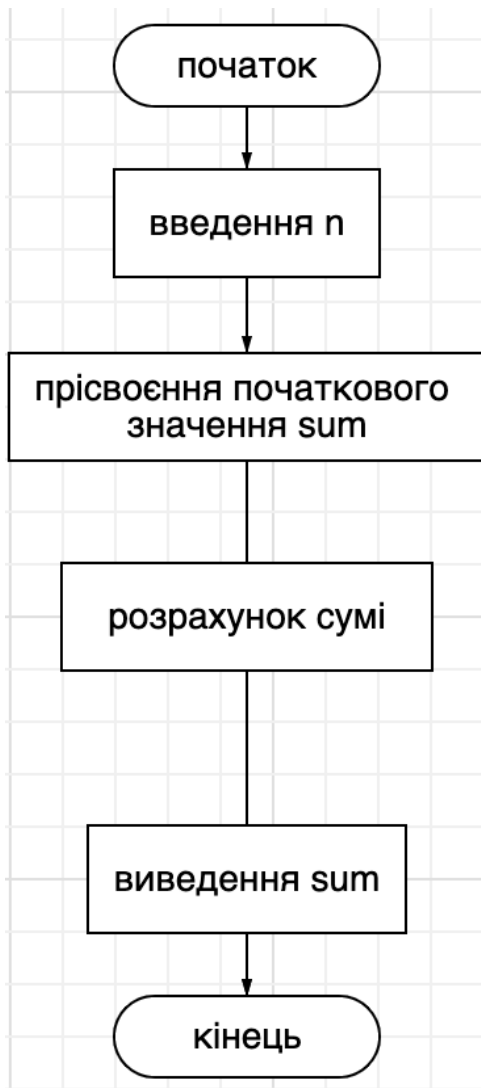 початок
введення n
прісвоєння початкового
значення sum
розрахунок сумі
виведення sum
кінець